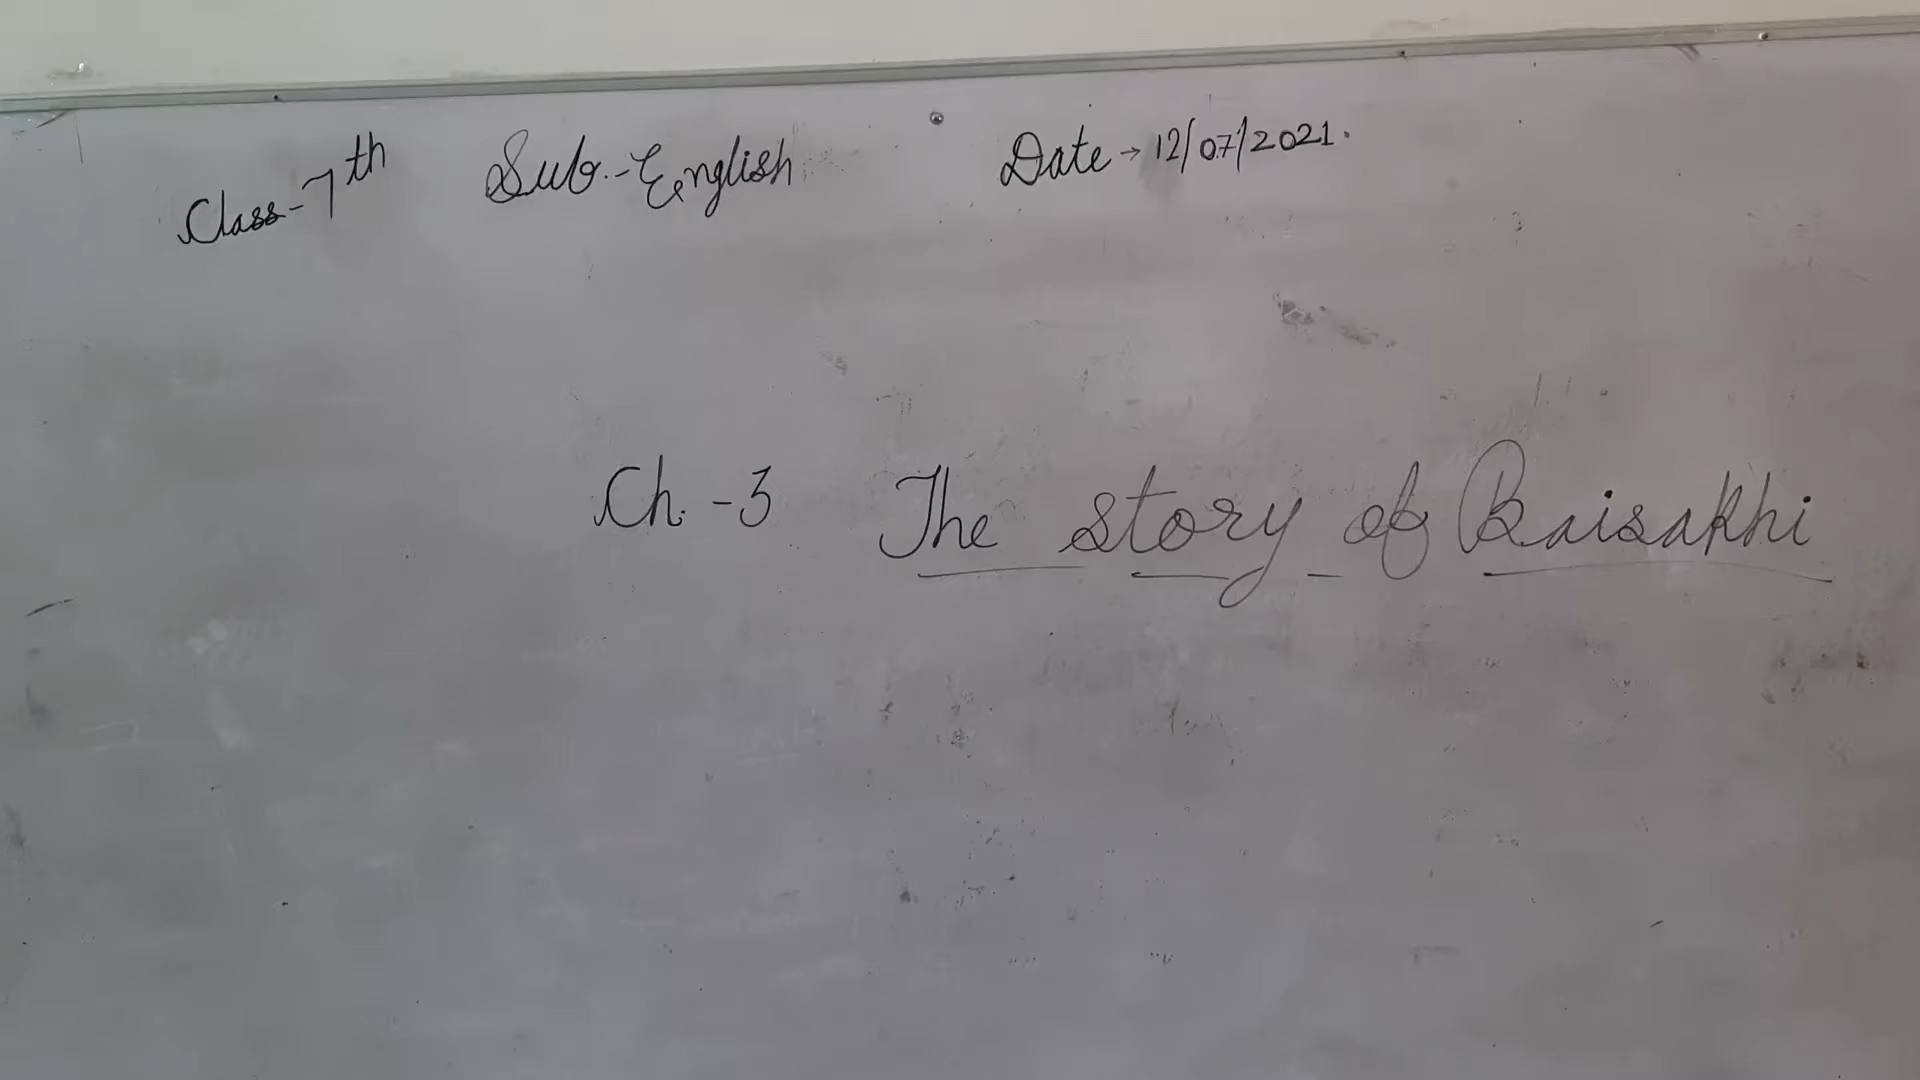 Class-7th Sub.-English Date→12/07/2021.
Ch.-3 The story of Baisakhi